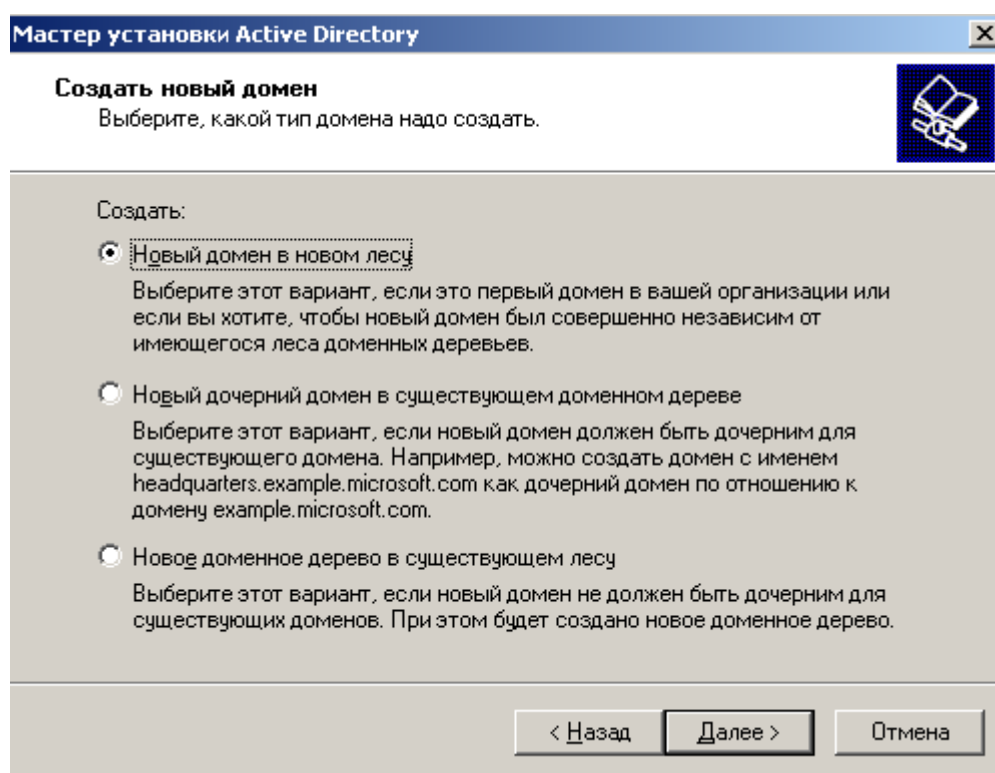 Мастер установки Active Directory
Создать новый домен
Выберите, какой тип домена надо создать.
Создать:
Новый домен в новом лесу
Выберите этот вариант, если это первый домен в вашей организации или
если вы хотите, чтобы новый домен был совершенно независим от
имеющегося леса доменных деревьев.
Новый дочерний домен в существующем доменном дереве
Выберите этот вариант, если новый домен должен быть дочерним для
существующего домена. Например, можно создать домен с именем
headquarters.example.microsoft.com как дочерний домен по отношению к
домену example.microsoft.com.
Новое доменное дерево в существующем лесу
Выберите этот вариант, если новый домен не должен быть дочерним для
существующих доменов. При этом будет создано новое доменное дерево.
< Назад Далее > Отмена